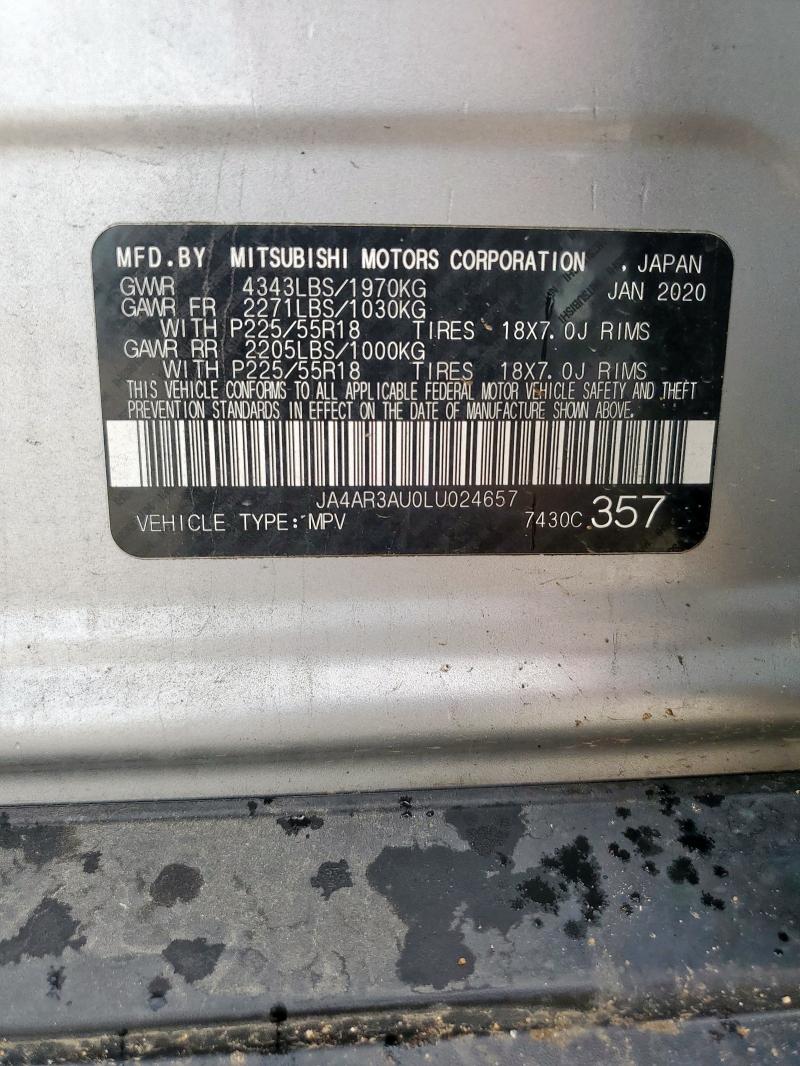 MFD.BY MITSUBISHI MOTORS CORPORATION , JAPAN
GVWR 4343LBS/1970KG JAN 2020
GAWR FR 2271LBS/1030KG
WITH P225/55R18 TIRES 18X7.0J RIMS
GAWR RR 2205LBS/1000KG
WITH P225/55R18 TIRES 18X7.0J RIMS
THIS VEHICLE CONFORMS TO ALL APPLICABLE FEDERAL MOTOR VEHICLE SAFETY AND THEFT
PREVENTION STANDARDS IN EFFECT ON THE DATE OF MANUFACTURE SHOWN ABOVE.
JA4AR3AU0LU024657
VEHICLE TYPE: MPV 7430C 357